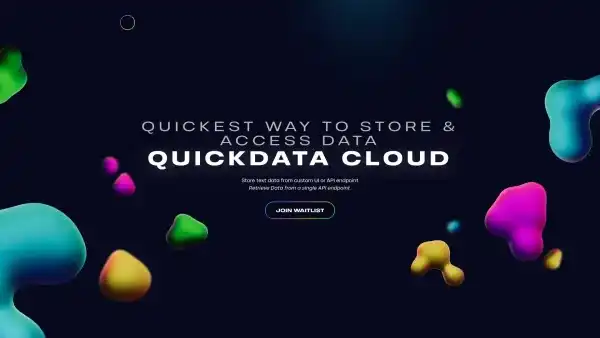 QUICKEST WAY TO STORE &
ACCESS DATA
QUICKDATA CLOUD
Store text data from custom UI or API endpoint
Retrieve Data from a single API endpoint
JOIN WAITLIST